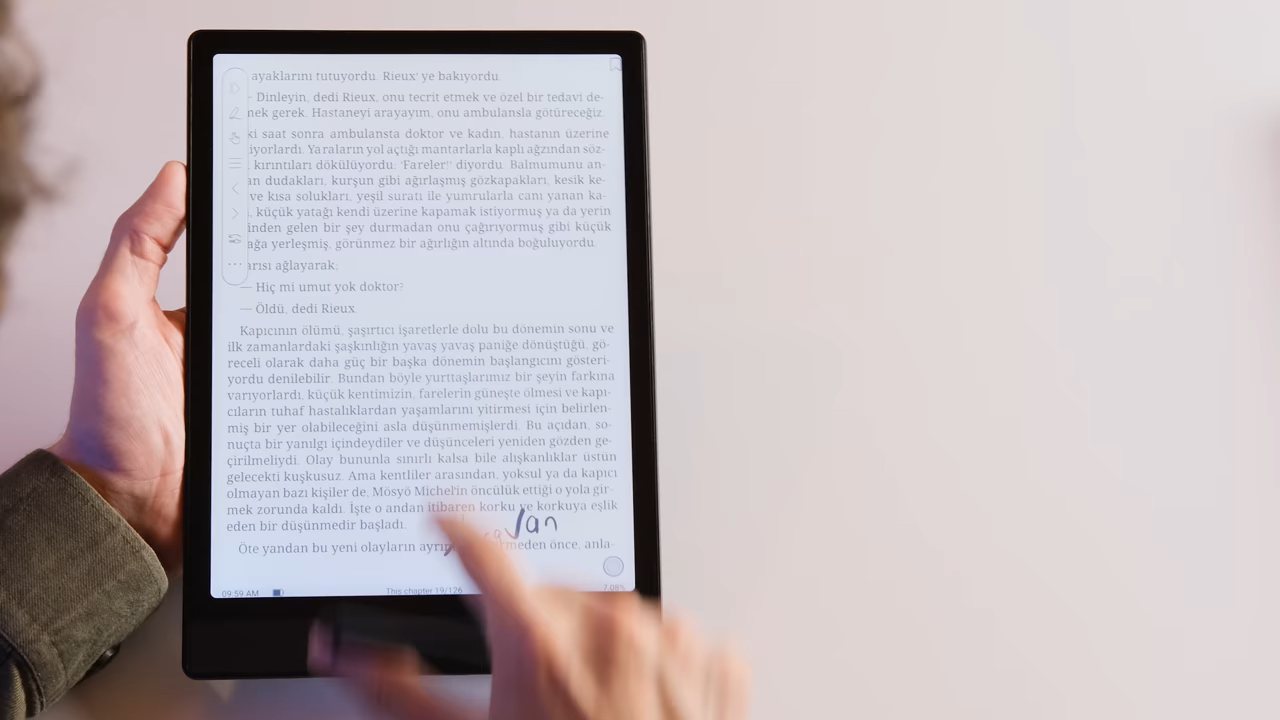 ayaklarını tutuyordu. Rieux' ye bakıyordu.
— Dinleyin, dedi Rieux, onu tecrit etmek ve özel bir tedavi de-
mek gerek. Hastaneyi arayayım, onu ambulansla götüreceğiz.
ki saat sonra ambulansta doktor ve kadın, hastanın üzerine
iyorlardı. Yaraların yol açtığı mantarlarla kaplı ağzından söz-
kırıntıları dökülüyordu. 'Fareler!' diyordu. Balmumunu an-
an dudakları, kurşun gibi ağırlaşmış gözkapakları, kesik ke-
ve kısa solukları, yeşil suratı ile yumrularla canı yanan ka-
, küçük yatağı kendi üzerine kapamak istiyormuş ya da yerin
inden gelen bir şey durmadan onu çağırıyormuş gibi küçük
ağa yerleşmiş, görünmez bir ağırlığın altında boğuluyordu.
arısı ağlayarak;
— Hiç mi umut yok doktor?
— Öldü, dedi Rieux.
Kapıcının ölümü, şaşırtıcı işaretlerle dolu bu dönemin sonu ve
ilk zamanlardaki şaşkınlığın yavaş yavaş paniğe dönüştüğü, gö-
receli olarak daha güç bir başka dönemin başlangıcını gösteri-
yordu denilebilir. Bundan böyle yurttaşlarımız bir şeyin farkına
varıyorlardı, küçük kentimizin, farelerin güneşte ölmesi ve kapı-
cıların tuhaf hastalıklardan yaşamlarını yitirmesi için belirlen-
miş bir yer olabileceğini asla düşünmemişlerdi. Bu açıdan, so-
nuçta bir yanılgı içindeydiler ve düşünceleri yeniden gözden ge-
çirilmeliydi. Olay bununla sınırlı kalsa bile alışkanlıklar üstün
gelecekti kuşkusuz. Ama kentliler arasından, yoksul ya da kapıcı
olmayan bazı kişiler de, Mösyö Michel'in öncülük ettiği o yola gir-
mek zorunda kaldı. İşte o andan itibaren korku ve korkuya eşlik
eden bir düşünmedir başladı.
Öte yandan bu yeni olayların meden önce, anla-
09:59 AM This chapter 19/126 7.08%